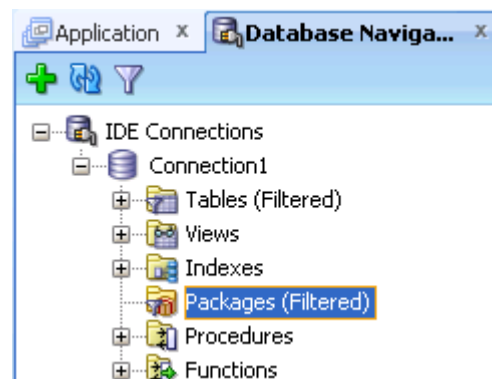 Application x Database Naviga... x
IDE Connections
Connection1
Tables (Filtered)
Views
Indexes
Packages (Filtered)
Procedures
Functions